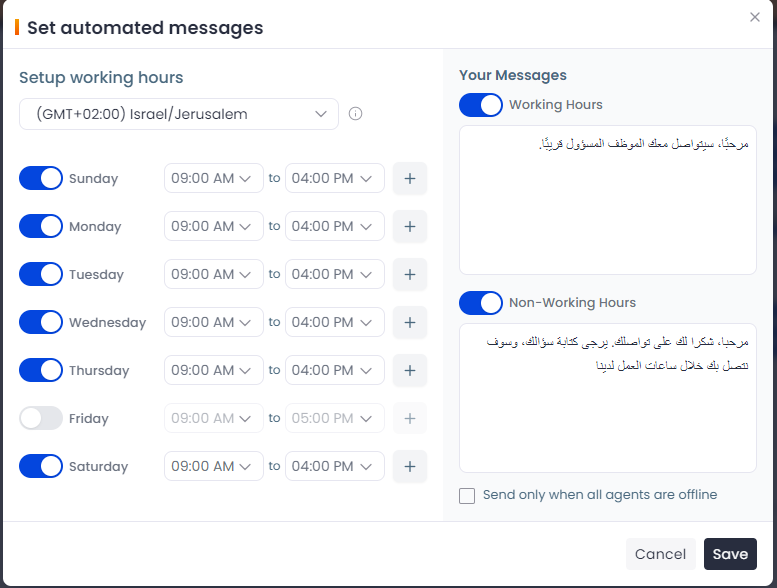 Set automated messages
Setup working hours
(GMT+02:00) Israel/Jerusalem
Sunday 09:00 AM to 04:00 PM +
Monday 09:00 AM to 04:00 PM +
Tuesday 09:00 AM to 04:00 PM +
Wednesday 09:00 AM to 04:00 PM +
Thursday 09:00 AM to 04:00 PM +
Friday 09:00 AM to 05:00 PM +
Saturday 09:00 AM to 04:00 PM +
Your Messages
Working Hours
مرحبًا، سيتواصل معك الموظف المسؤول قريبًا.
Non-Working Hours
مرحبا، شكرا لك على تواصلك. يرجى كتابة سؤالك، وسوف
نتصل بك خلال ساعات العمل لدينا
Send only when all agents are offline
Cancel Save